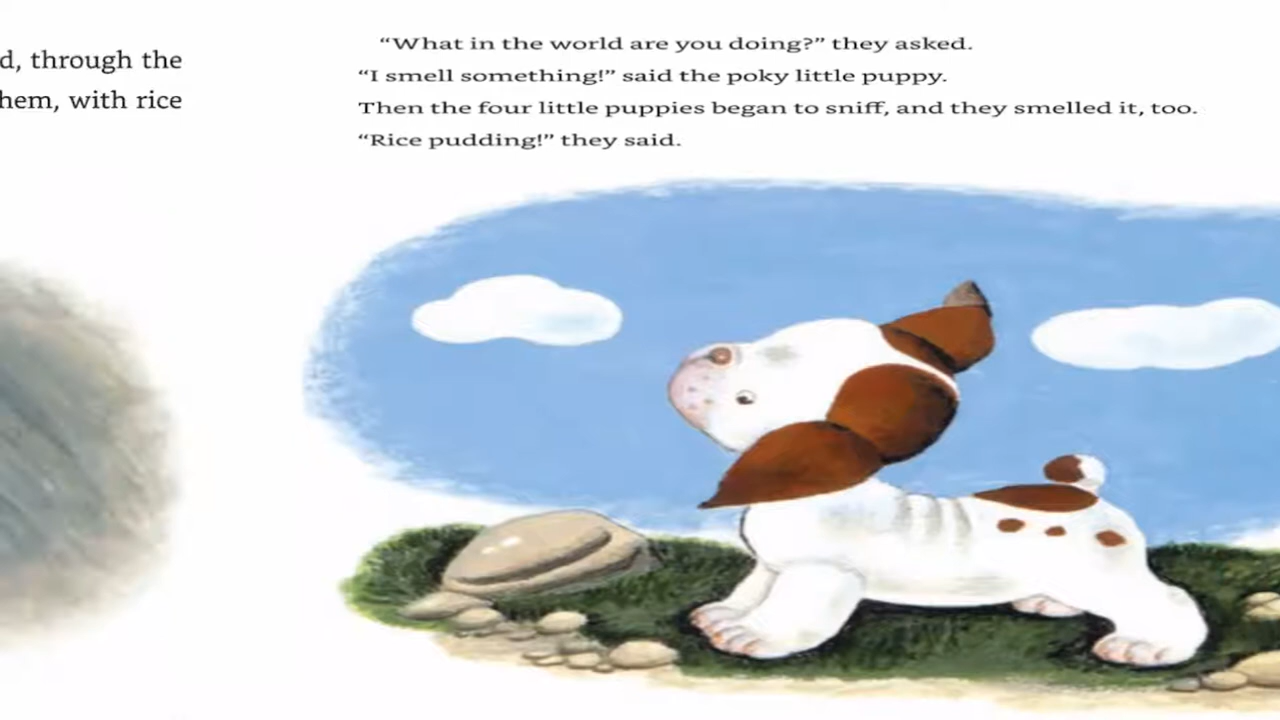 d, through the
hem, with rice
“What in the world are you doing?” they asked.
“I smell something!” said the poky little puppy.
Then the four little puppies began to sniff, and they smelled it, too.
“Rice pudding!” they said.